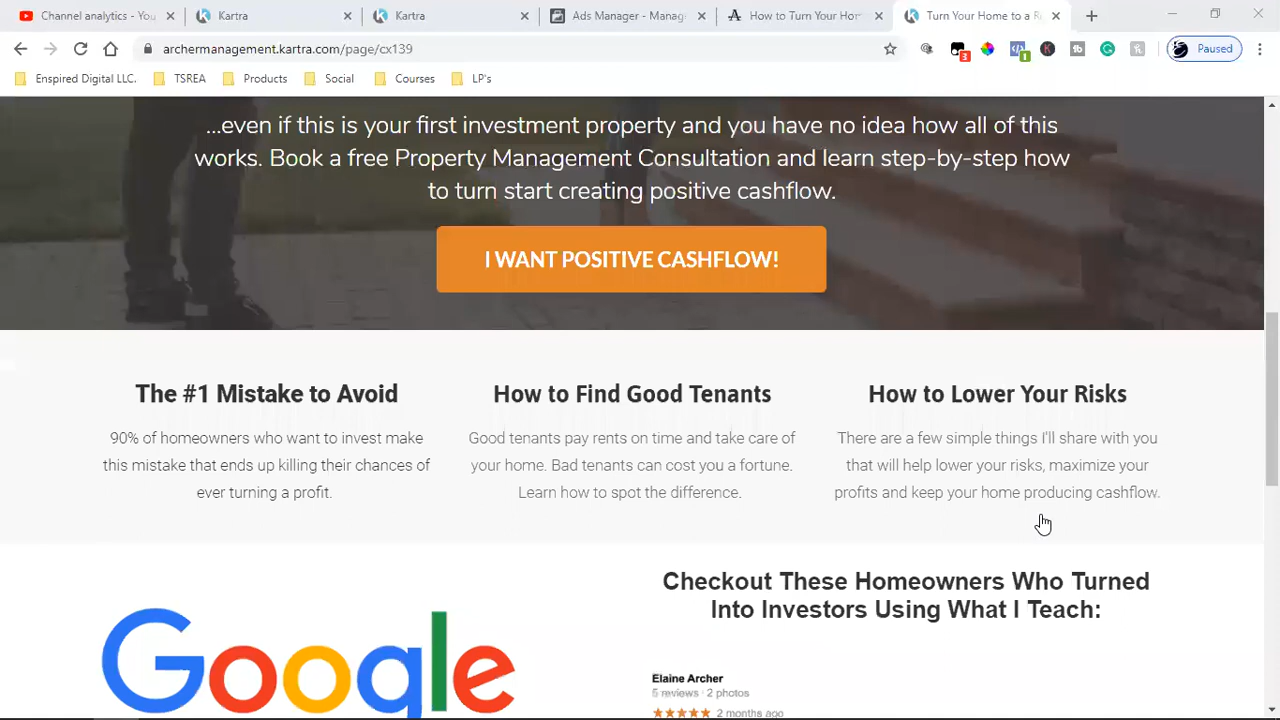 Channel analytics - You
Kartra
Kartra
Ads Manager - Manag
How to Turn Your Hom
Turn Your Home to a R
archermanagement.kartra.com/page/cx139
3
1
Paused
Enspired Digital LLC.
TSREA
Products
Social
Courses
LP's
...even if this is your first investment property and you have no idea how all of this
works. Book a free Property Management Consultation and learn step-by-step how
to turn start creating positive cashflow.
I WANT POSITIVE CASHFLOW!
The #1 Mistake to Avoid
90% of homeowners who want to invest make
this mistake that ends up killing their chances of
ever turning a profit.
How to Find Good Tenants
Good tenants pay rents on time and take care of
your home. Bad tenants can cost you a fortune.
Learn how to spot the difference.
How to Lower Your Risks
There are a few simple things I'll share with you
that will help lower your risks, maximize your
profits and keep your home producing cashflow.
Google
Checkout These Homeowners Who Turned
Into Investors Using What I Teach:
Elaine Archer
5 reviews · 2 photos
2 months ago